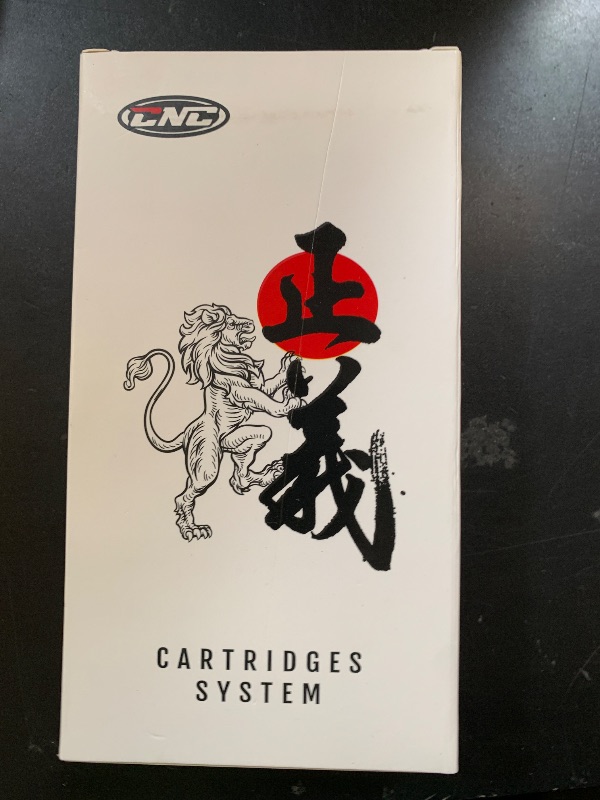 CNC
正
義
CARTRIDGES
SYSTEM